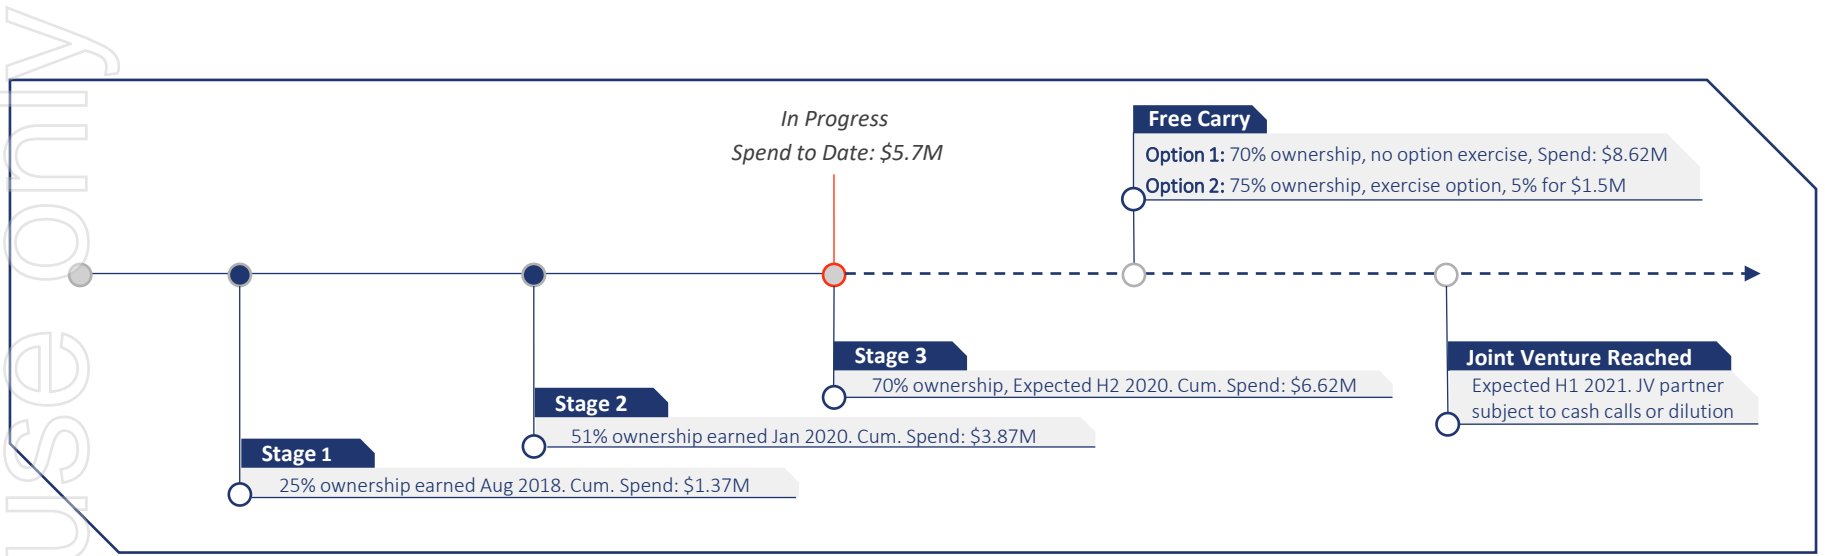 use only
In Progress
Spend to Date: $5.7M
Free Carry
Option 1: 70% ownership, no option exercise, Spend: $8.62M
Option 2: 75% ownership, exercise option, 5% for $1.5M
Stage 3
70% ownership, Expected H2 2020. Cum. Spend: $6.62M
Joint Venture Reached
Expected H1 2021. JV partner
subject to cash calls or dilution
Stage 2
51% ownership earned Jan 2020. Cum. Spend: $3.87M
Stage 1
25% ownership earned Aug 2018. Cum. Spend: $1.37M